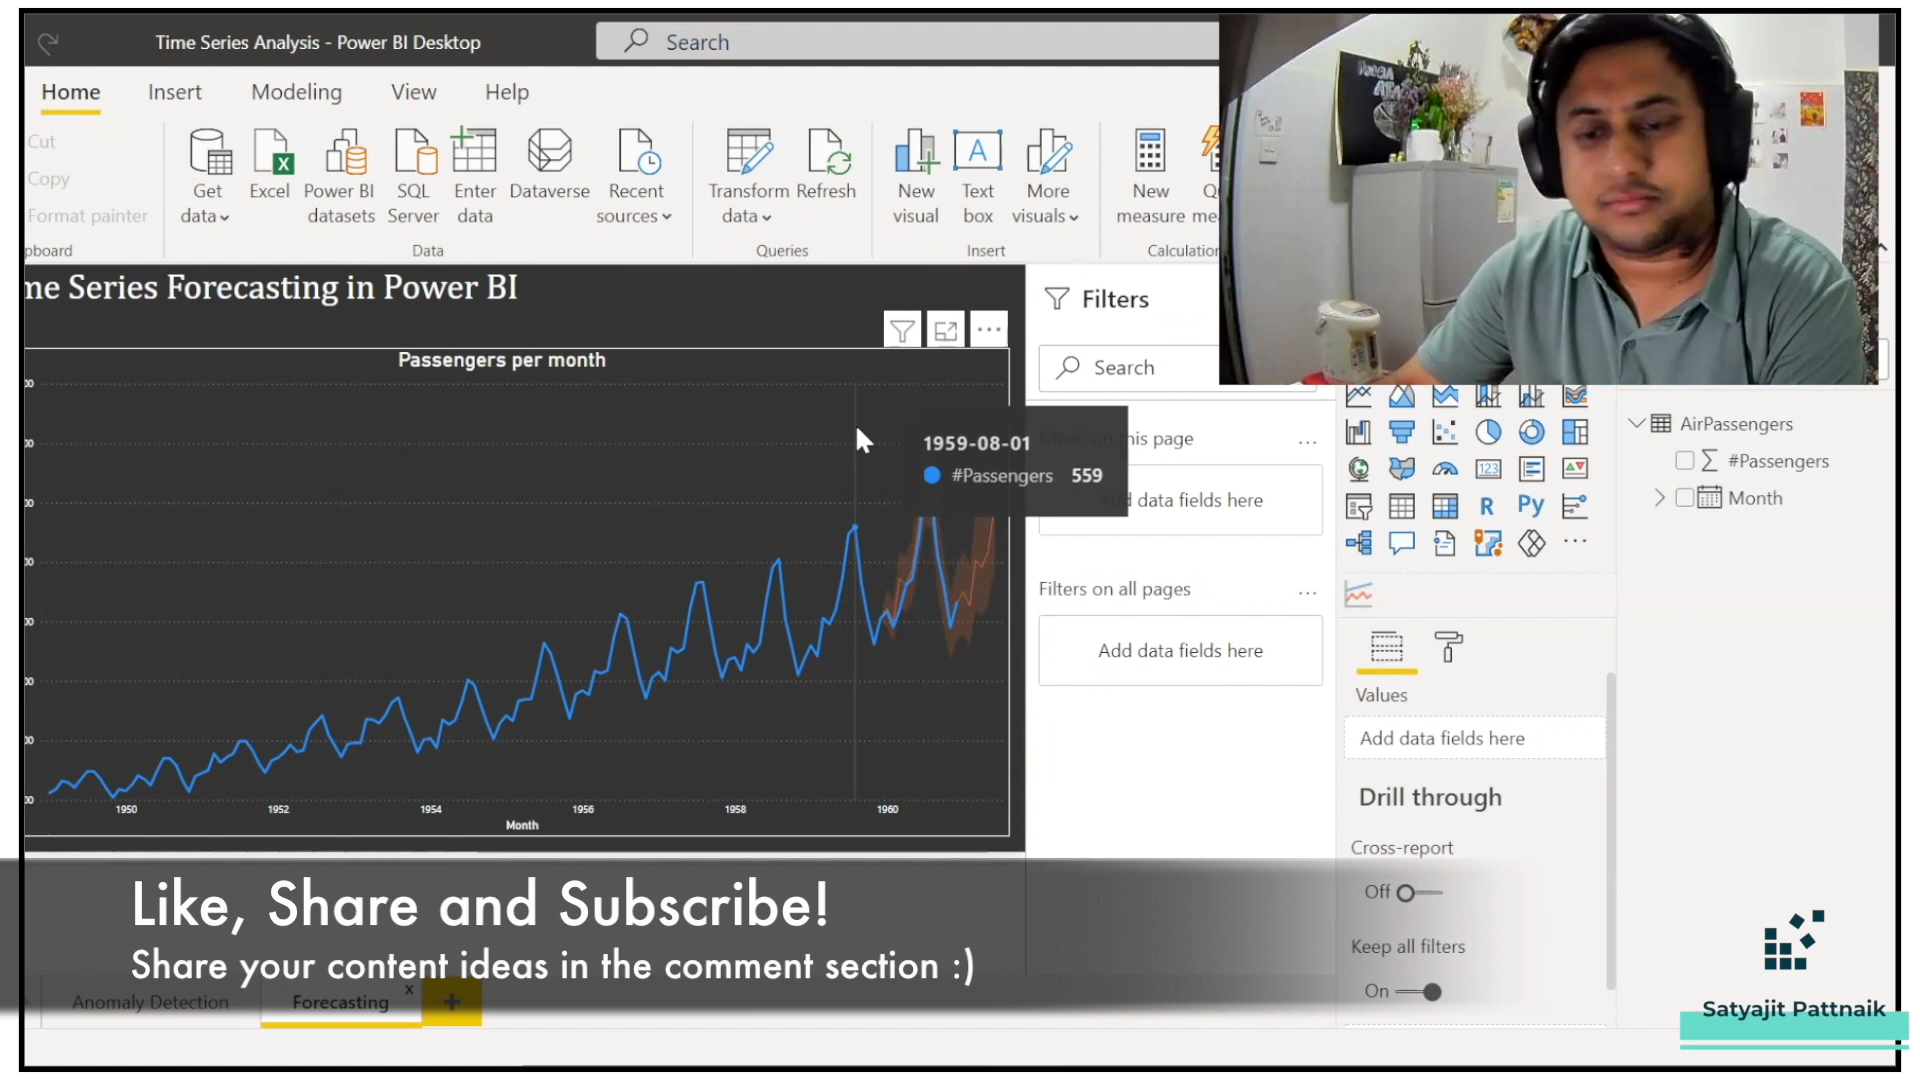 Time Series Analysis - Power BI Desktop
Search
Home Insert Modeling View Help
Cut
Copy
Format painter
pboard
Get data
Excel
Power BI datasets
SQL Server
Enter data
Dataverse
Recent sources
Data
Transform data
Refresh
Queries
New visual
Text box
More visuals
Insert
New measure
Calculation
me Series Forecasting in Power BI
Passengers per month
1950 1952 1954 1956 1958 1960
Month
1959-08-01
#Passengers 559
Filters
Search
his page
d data fields here
Filters on all pages
Add data fields here
123
R
Py
Values
Add data fields here
Drill through
Cross-report
Off
Keep all filters
On
AirPassengers
#Passengers
Month
Like, Share and Subscribe!
Share your content ideas in the comment section :)
Anomaly Detection
Forecasting x
+
Satyajit Pattnaik